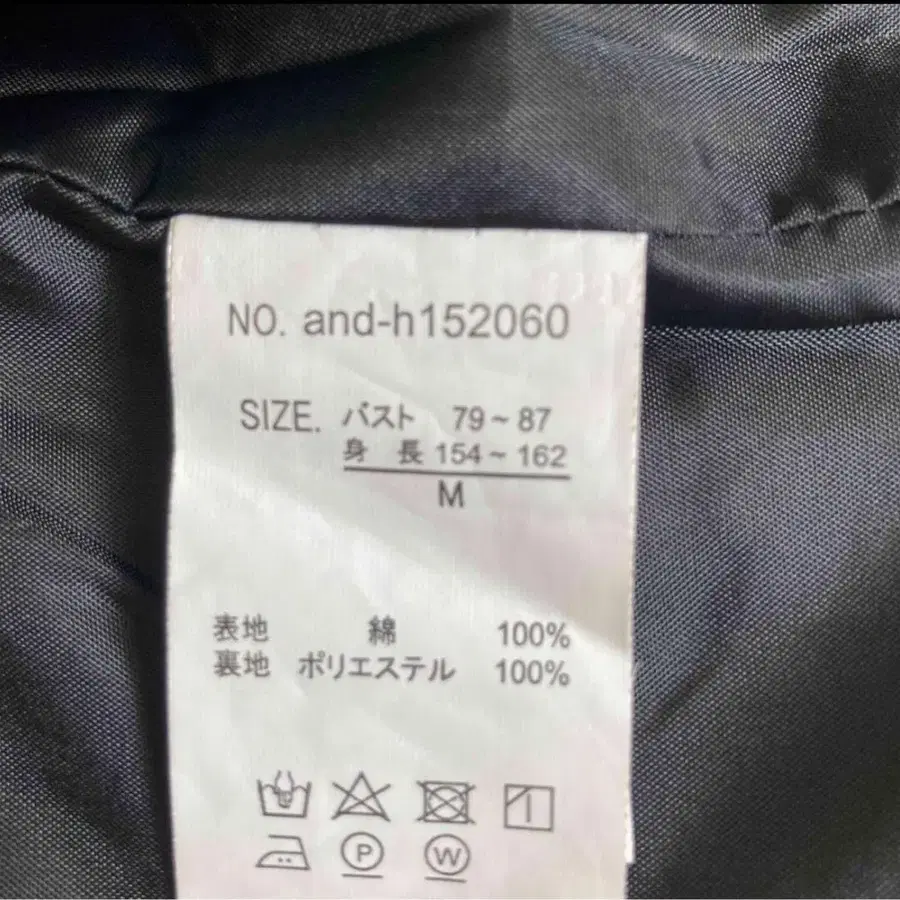 NO. and-h152060
SIZE. バスト 79~87
身 長 154~162
M
表地 綿 100%
裏地 ポリエステル 100%
P W